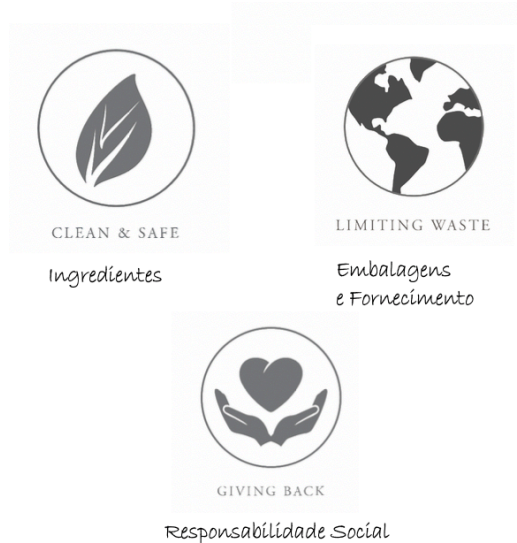 CLEAN & SAFE
Ingredientes
LIMITING WASTE
Embalagens
e Fornecimento
GIVING BACK
Responsabilidade Social